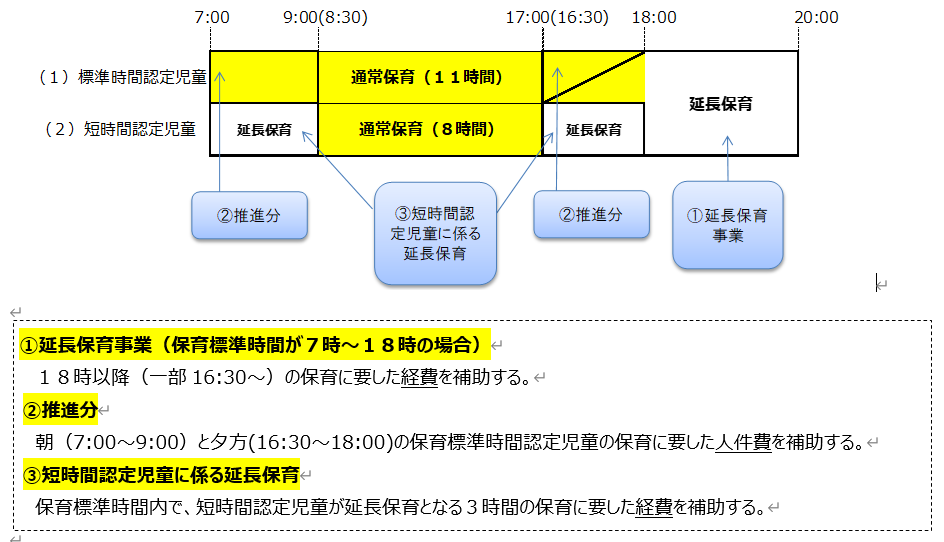 7:00 9:00(8:30) 17:00(16:30) 18:00 20:00
（１）標準時間認定児童 通常保育（１１時間） 延長保育
（２）短時間認定児童 延長保育 通常保育（８時間） 延長保育
②推進分 ③短時間認 ②推進分 ①延長保育
定児童に係る 事業
延長保育
①延長保育事業（保育標準時間が７時～１８時の場合）
１８時以降（一部 16:30～）の保育に要した経費を補助する。
②推進分
朝（7:00～9:00）と夕方(16:30～18:00)の保育標準時間認定児童の保育に要した人件費を補助する。
③短時間認定児童に係る延長保育
保育標準時間内で、短時間認定児童が延長保育となる３時間の保育に要した経費を補助する。